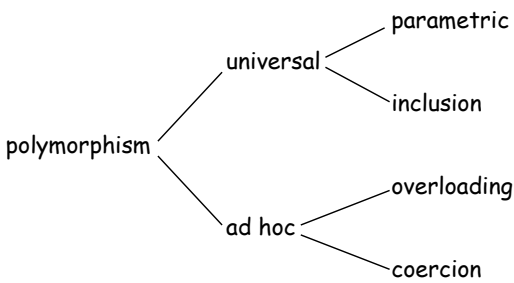 parametric
universal
inclusion
polymorphism
overloading
ad hoc
coercion